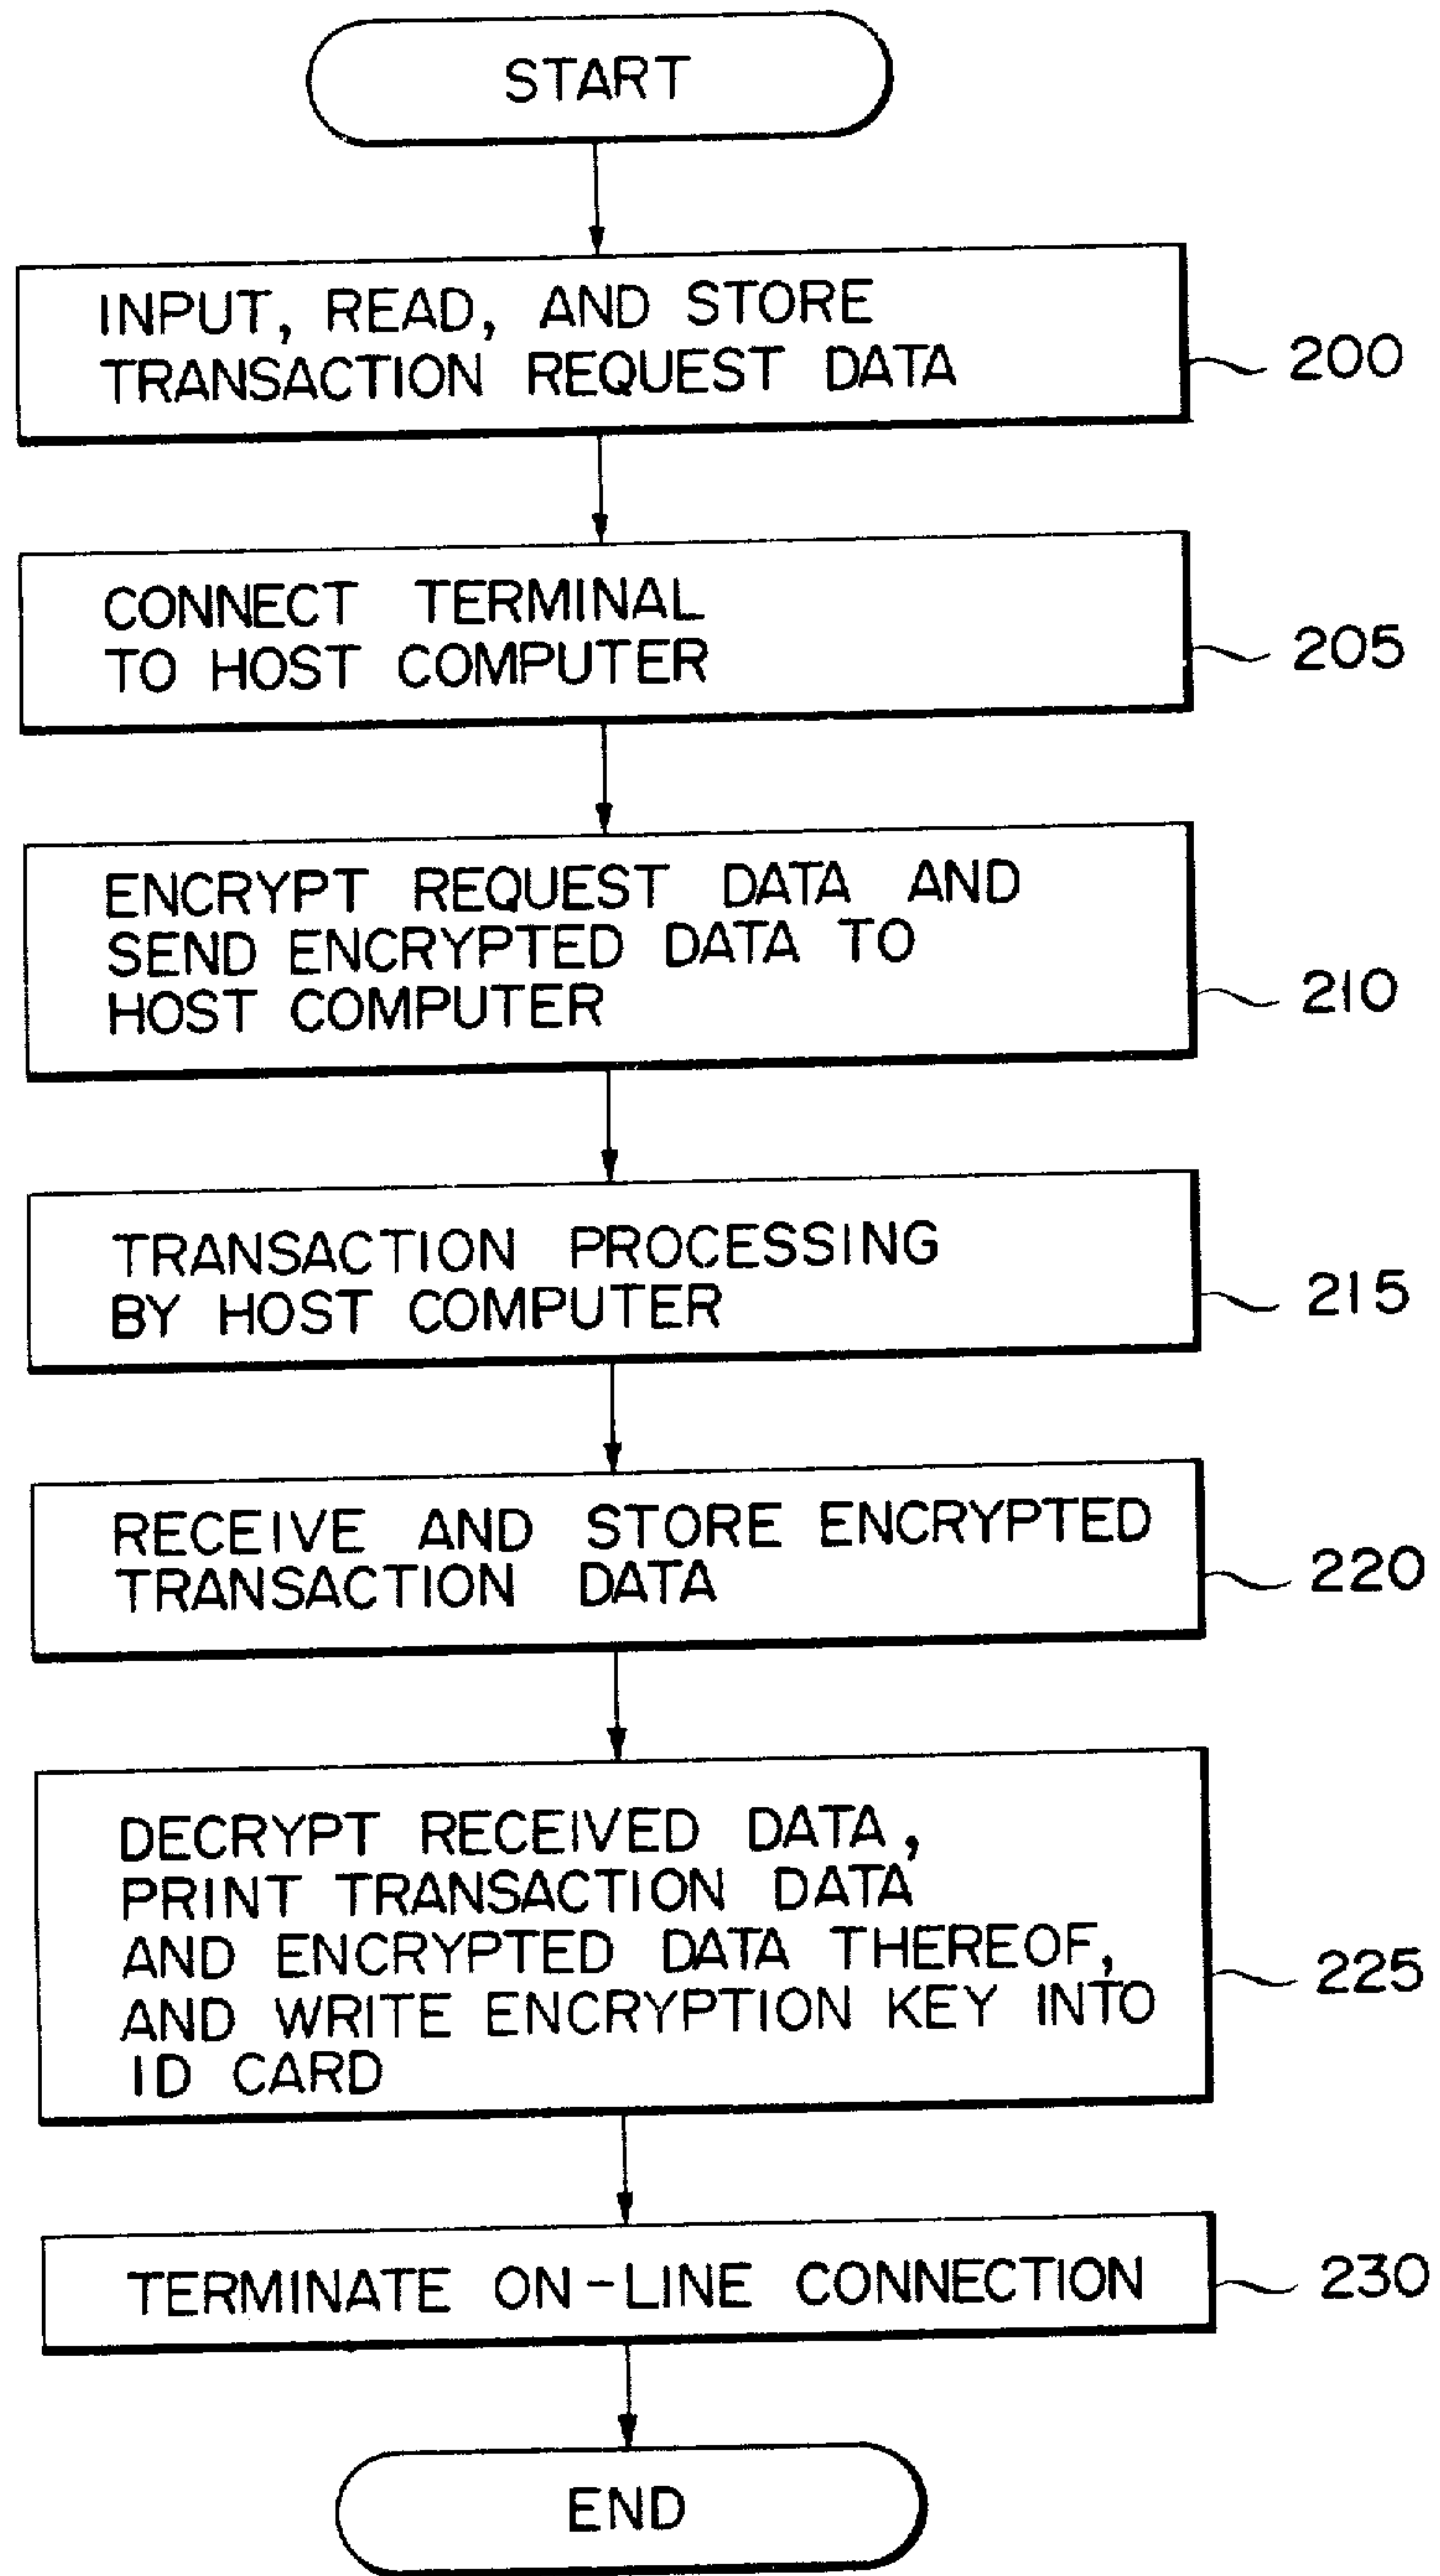 START
INPUT, READ, AND STORE
TRANSACTION REQUEST DATA
200
CONNECT TERMINAL
TO HOST COMPUTER
205
ENCRYPT REQUEST DATA AND
SEND ENCRYPTED DATA TO
HOST COMPUTER
210
TRANSACTION PROCESSING
BY HOST COMPUTER
215
RECEIVE AND STORE ENCRYPTED
TRANSACTION DATA
220
DECRYPT RECEIVED DATA,
PRINT TRANSACTION DATA
AND ENCRYPTED DATA THEREOF,
AND WRITE ENCRYPTION KEY INTO
ID CARD
225
TERMINATE ON-LINE CONNECTION
230
END